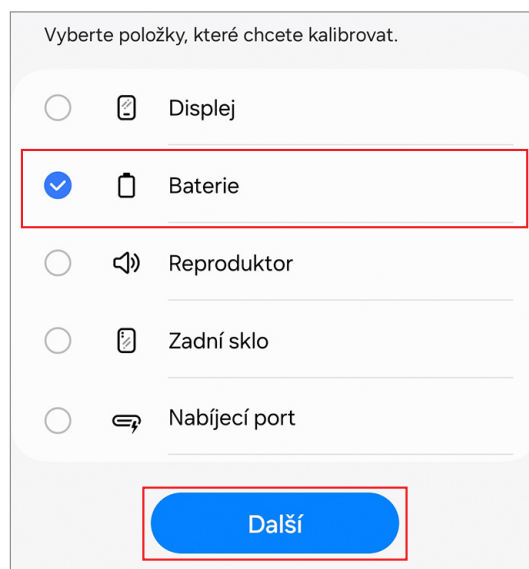 Vyberte položky, které chcete kalibrovat.
Displej
Baterie
Reproduktor
Zadní sklo
Nabíjecí port
Další